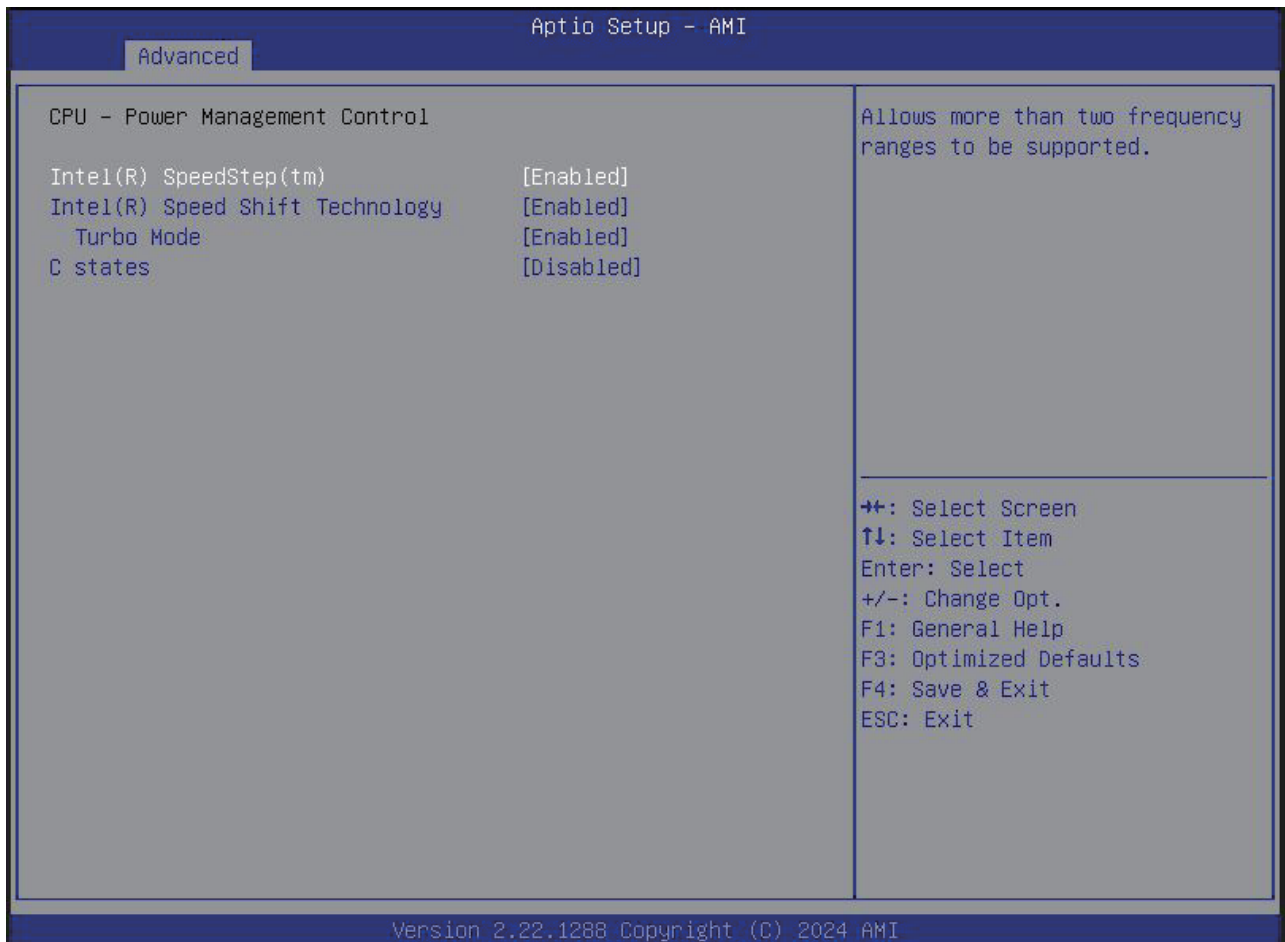 Aptio Setup – AMI
Advanced
CPU – Power Management Control
Intel(R) SpeedStep(tm) [Enabled]
Intel(R) Speed Shift Technology [Enabled]
Turbo Mode [Enabled]
C states [Disabled]
Allows more than two frequency
ranges to be supported.
→←: Select Screen
↑↓: Select Item
Enter: Select
+/-: Change Opt.
F1: General Help
F3: Optimized Defaults
F4: Save & Exit
ESC: Exit
Version 2.22.1288 Copyright (C) 2024 AMI